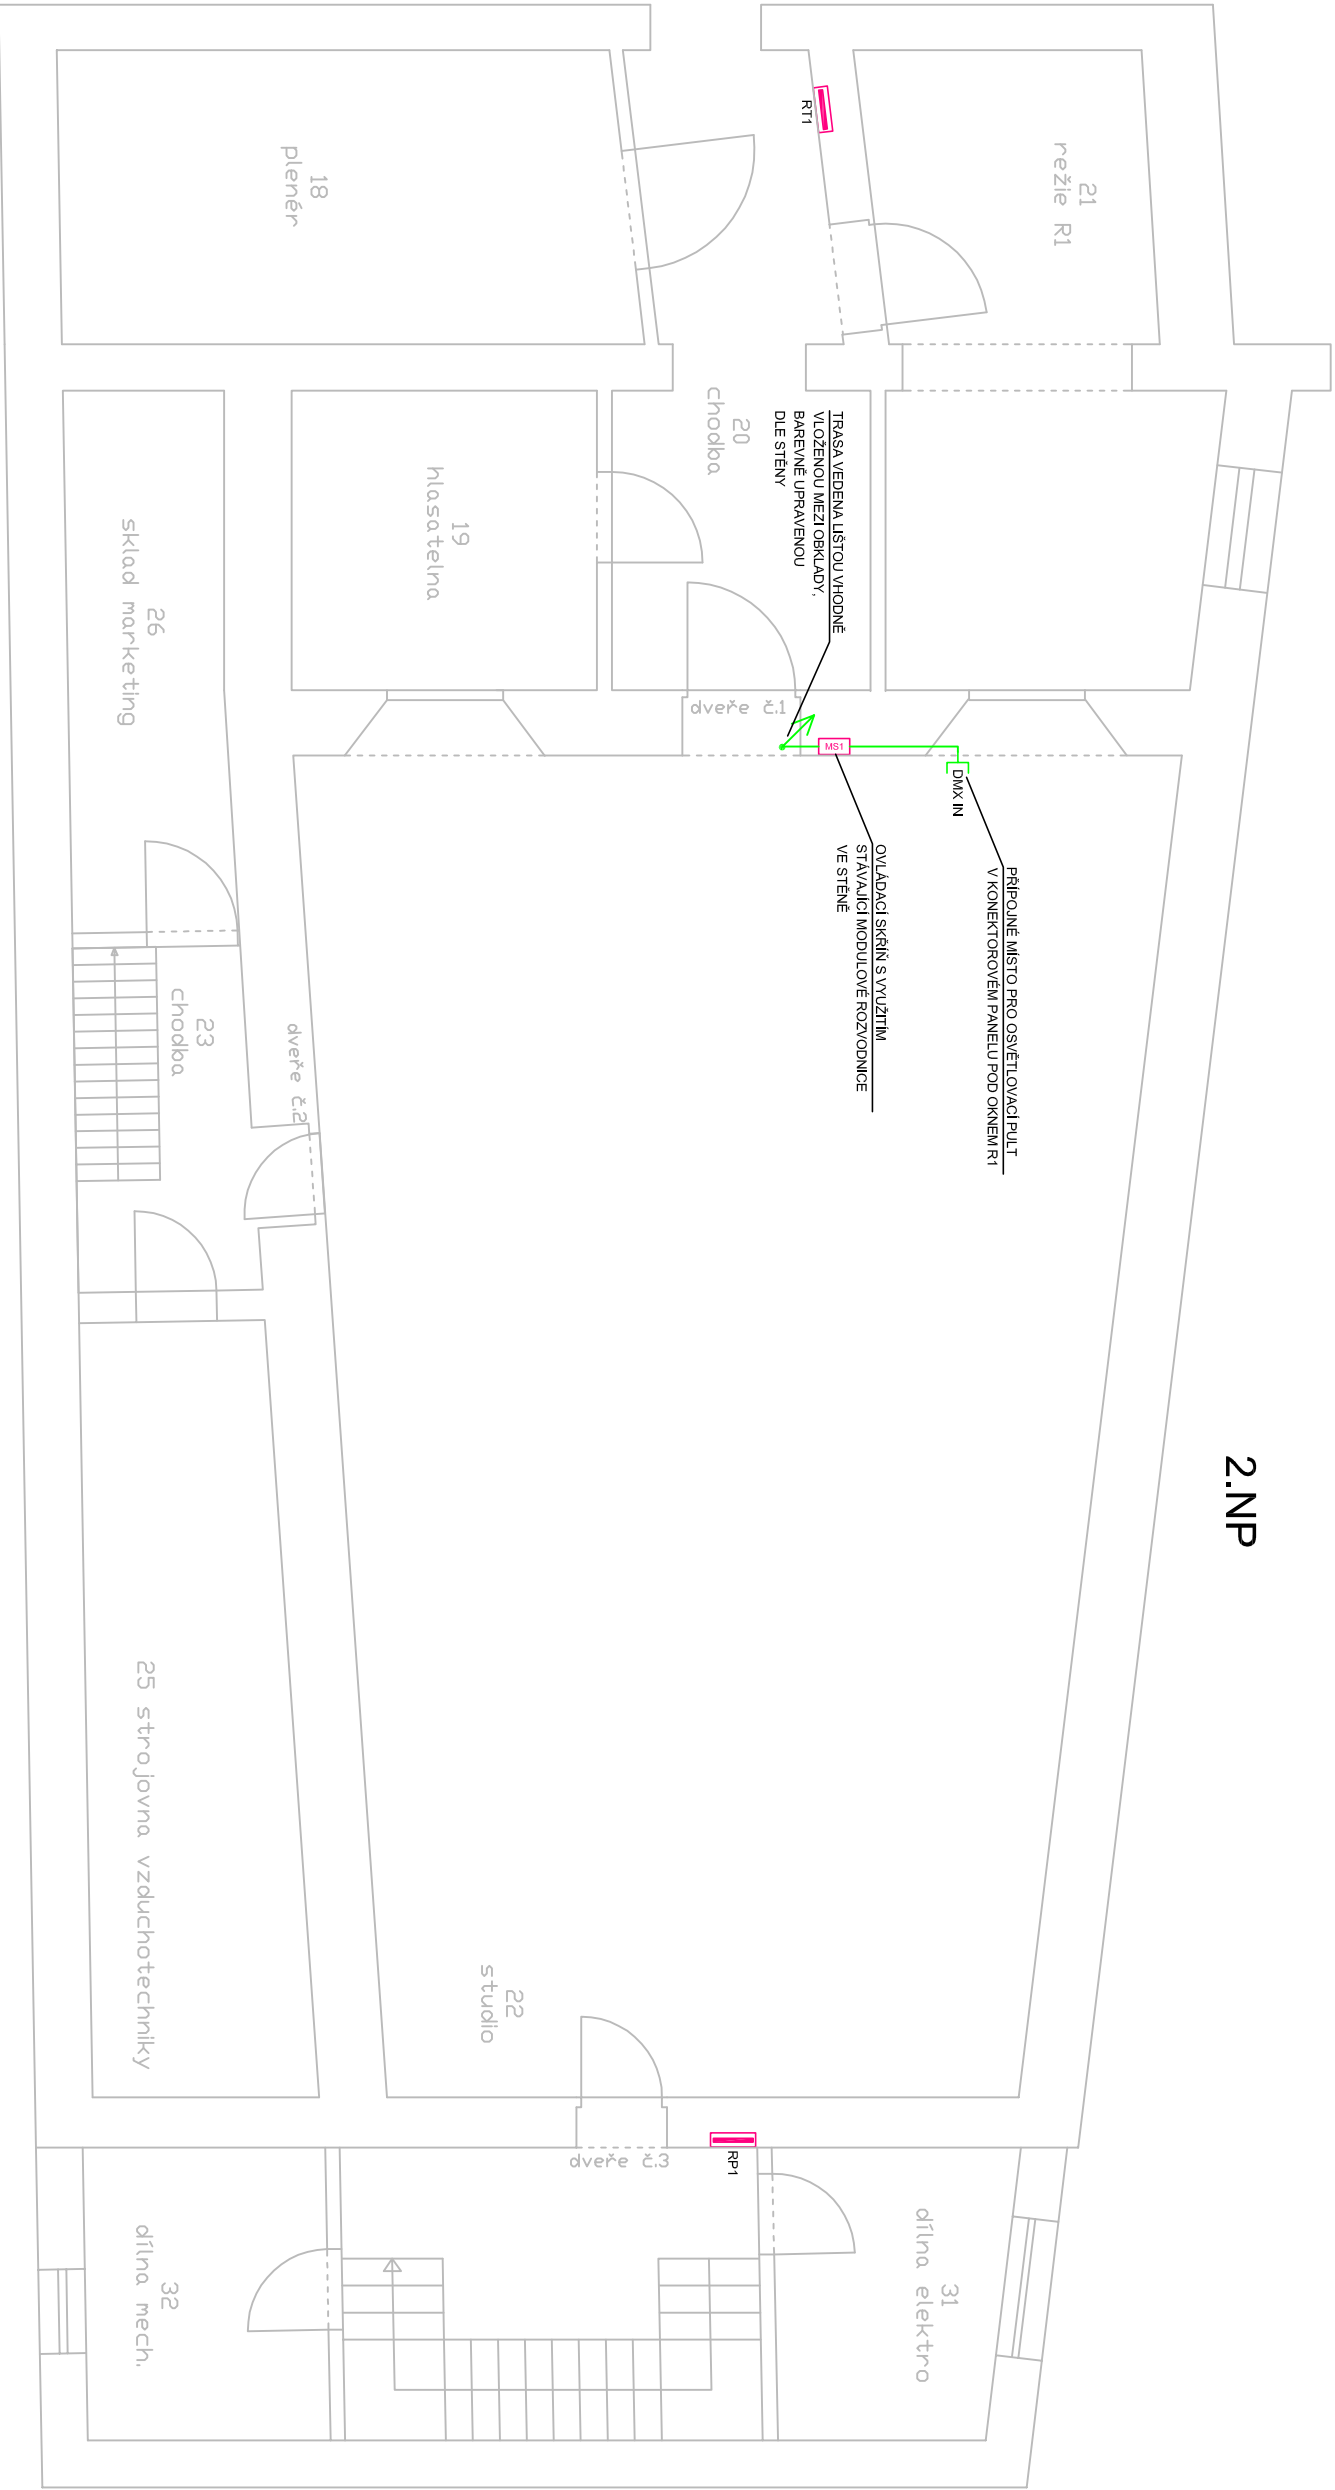 2.NP
21
režie R1
RT1
18
plenér
20
chodba
TRASA VEDENA LIŠTOU VHODNĚ
VLOŽENOU MEZI OBKLADY,
BAREVNĚ UPRAVENOU
DLE STĚNY
19
hlasatelna
26
sklad marketing
dveře č.1
MS1
DMX IN
PŘÍPOJNÉ MÍSTO PRO OSVĚTLOVACÍ PULT
V KONEKTOROVÉM PANELU POD OKNEM R1
OVLÁDACÍ SKŘÍŇ S VYUŽITÍM
STÁVAJÍCÍ MODULOVÉ ROZVODNICE
VE STĚNĚ
23
chodba
dveře č.2
25 strojovna vzduchotechniky
22
studio
dveře č.3
RP1
31
dílna elektro
32
dílna mech.